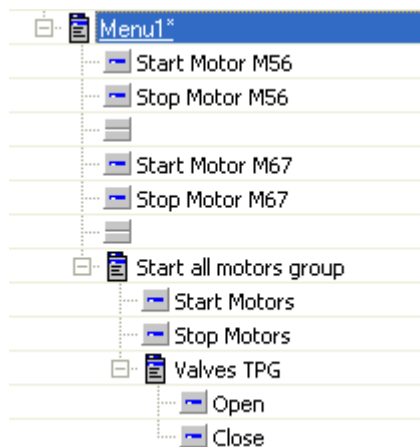 Menu1*
Start Motor M56
Stop Motor M56
Start Motor M67
Stop Motor M67
Start all motors group
Start Motors
Stop Motors
Valves TPG
Open
Close